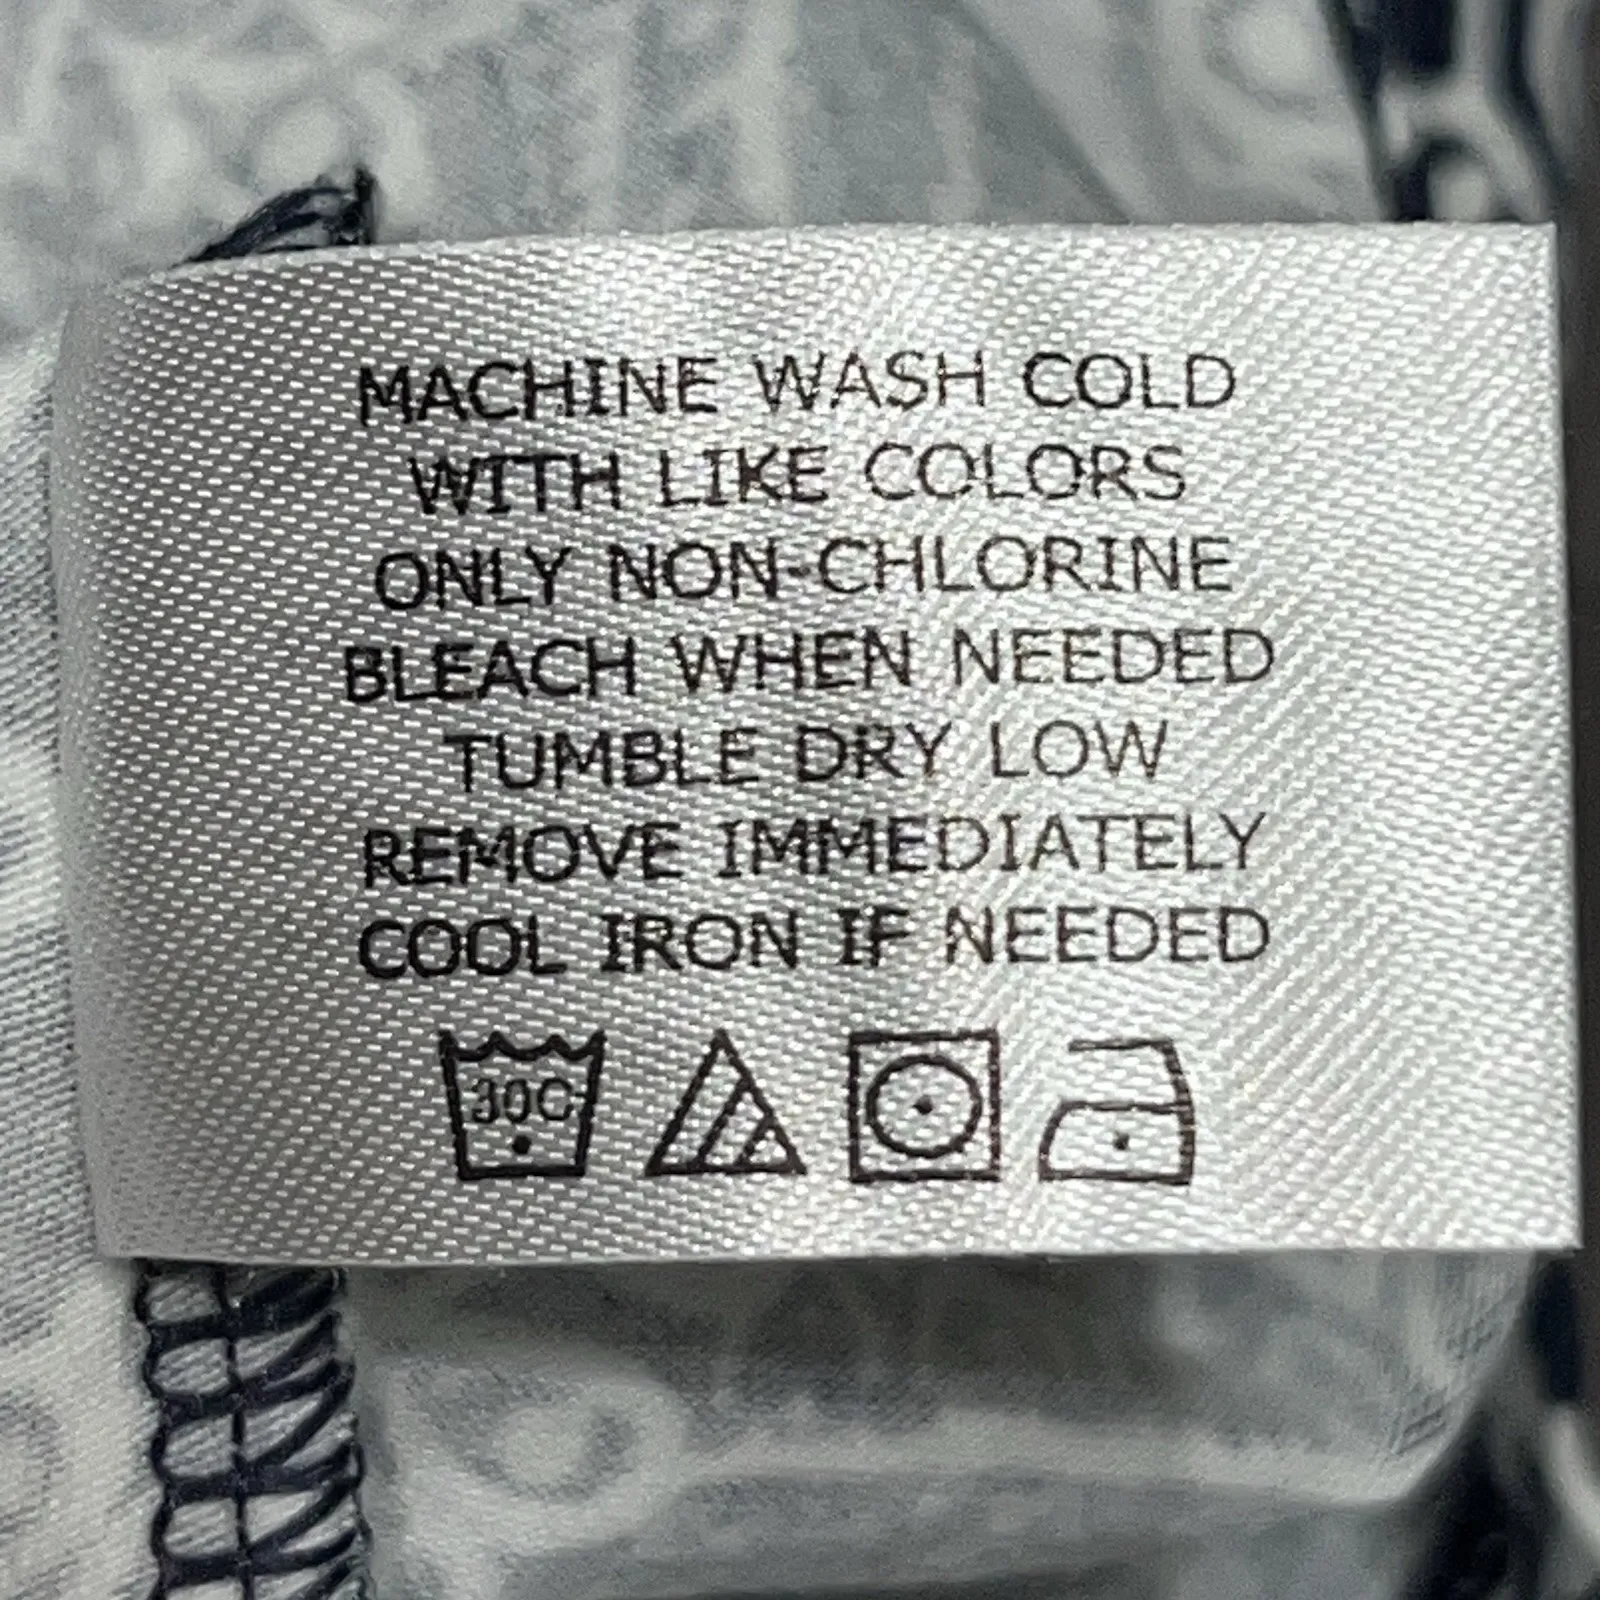 MACHINE WASH COLD
WITH LIKE COLORS
ONLY NON-CHLORINE
BLEACH WHEN NEEDED
TUMBLE DRY LOW
REMOVE IMMEDIATELY
COOL IRON IF NEEDED
30C